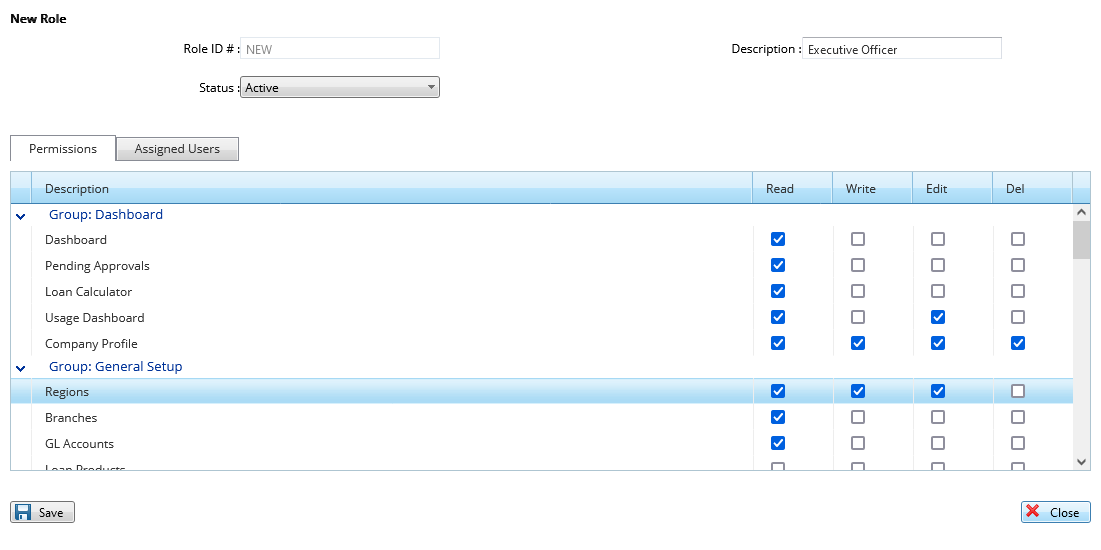 New Role
Role ID # : NEW Description : Executive Officer
Status : Active
Permissions Assigned Users
Description Read Write Edit Del
Group: Dashboard
Dashboard
Pending Approvals
Loan Calculator
Usage Dashboard
Company Profile
Group: General Setup
Regions
Branches
GL Accounts
Loan Products
Save Close